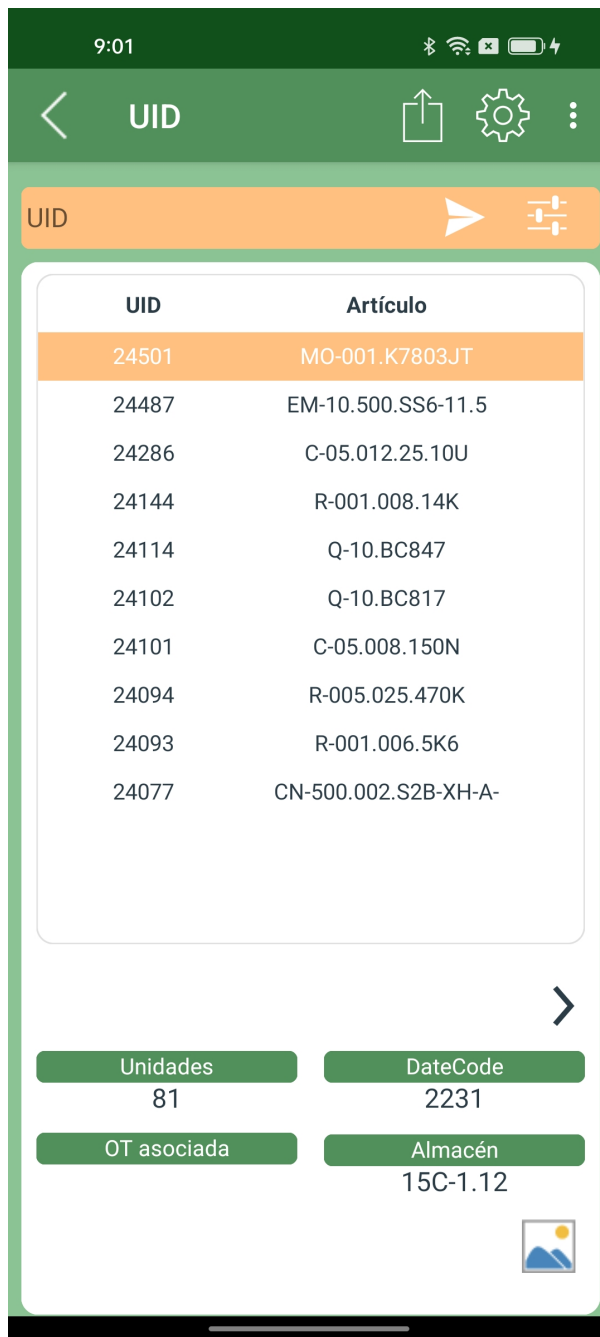 9:01
UID
UID
UID Artículo
24501 MO-001.K7803JT
24487 EM-10.500.SS6-11.5
24286 C-05.012.25.10U
24144 R-001.008.14K
24114 Q-10.BC847
24102 Q-10.BC817
24101 C-05.008.150N
24094 R-005.025.470K
24093 R-001.006.5K6
24077 CN-500.002.S2B-XH-A-
Unidades DateCode
81 2231
OT asociada Almacén
15C-1.12